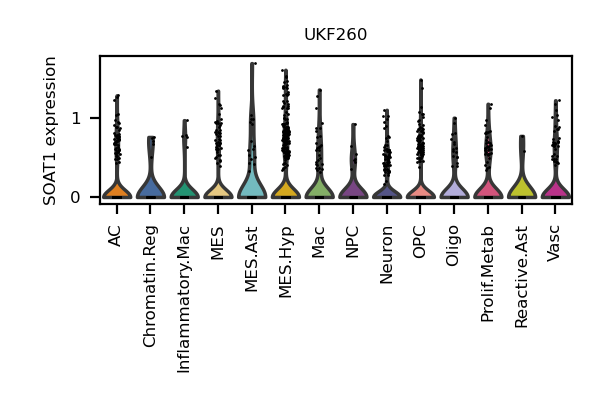 UKF260
SOAT1 expression
1
0
AC
Chromatin.Reg
Inflammatory.Mac
MES
MES.Ast
MES.Hyp
Mac
NPC
Neuron
OPC
Oligo
Prolif.Metab
Reactive.Ast
Vasc